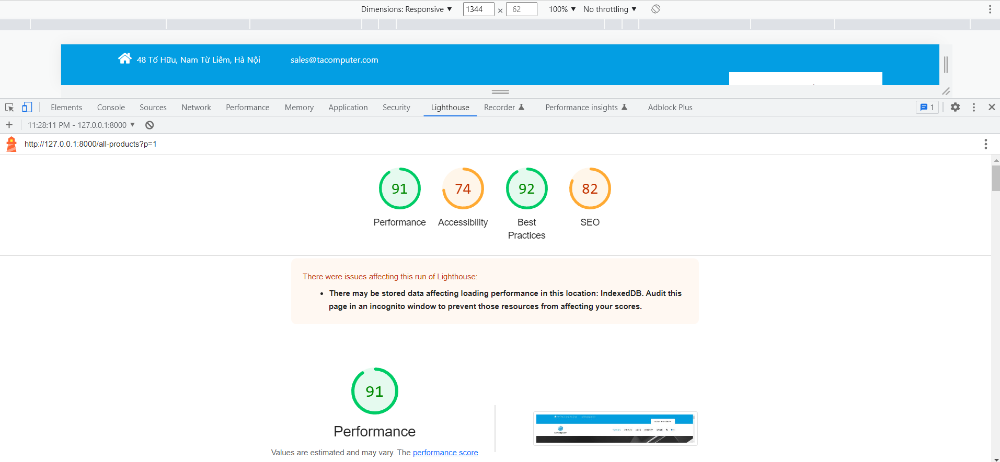 Dimensions: Responsive ▼ 1344 × 62 100% ▼ No throttling ▼
48 Tố Hữu, Nam Từ Liêm, Hà Nội sales@tacomputer.com
Elements Console Sources Network Performance Memory Application Security Lighthouse Recorder Performance insights Adblock Plus 1
+ 11:28:11 PM - 127.0.0.1:8000 ▼
http://127.0.0.1:8000/all-products?p=1
91 74 92 82
Performance Accessibility Best Practices SEO
There were issues affecting this run of Lighthouse:
• There may be stored data affecting loading performance in this location: IndexedDB. Audit this
page in an incognito window to prevent those resources from affecting your scores.
91
Performance
Values are estimated and may vary. The performance score